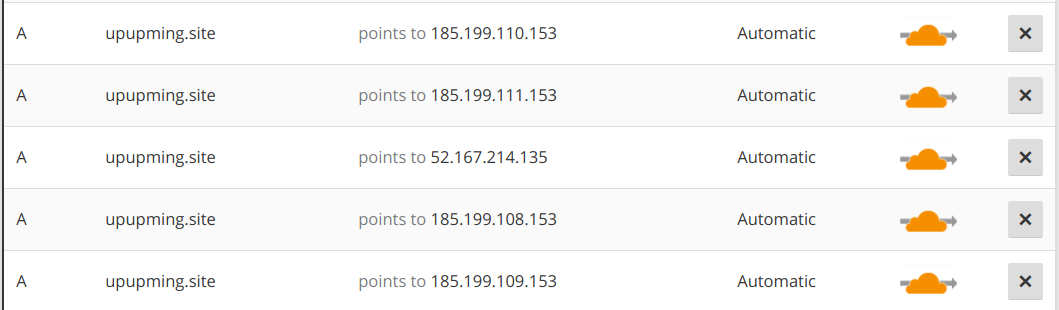 A upupming.site points to 185.199.110.153 Automatic ×
A upupming.site points to 185.199.111.153 Automatic ×
A upupming.site points to 52.167.214.135 Automatic ×
A upupming.site points to 185.199.108.153 Automatic ×
A upupming.site points to 185.199.109.153 Automatic ×